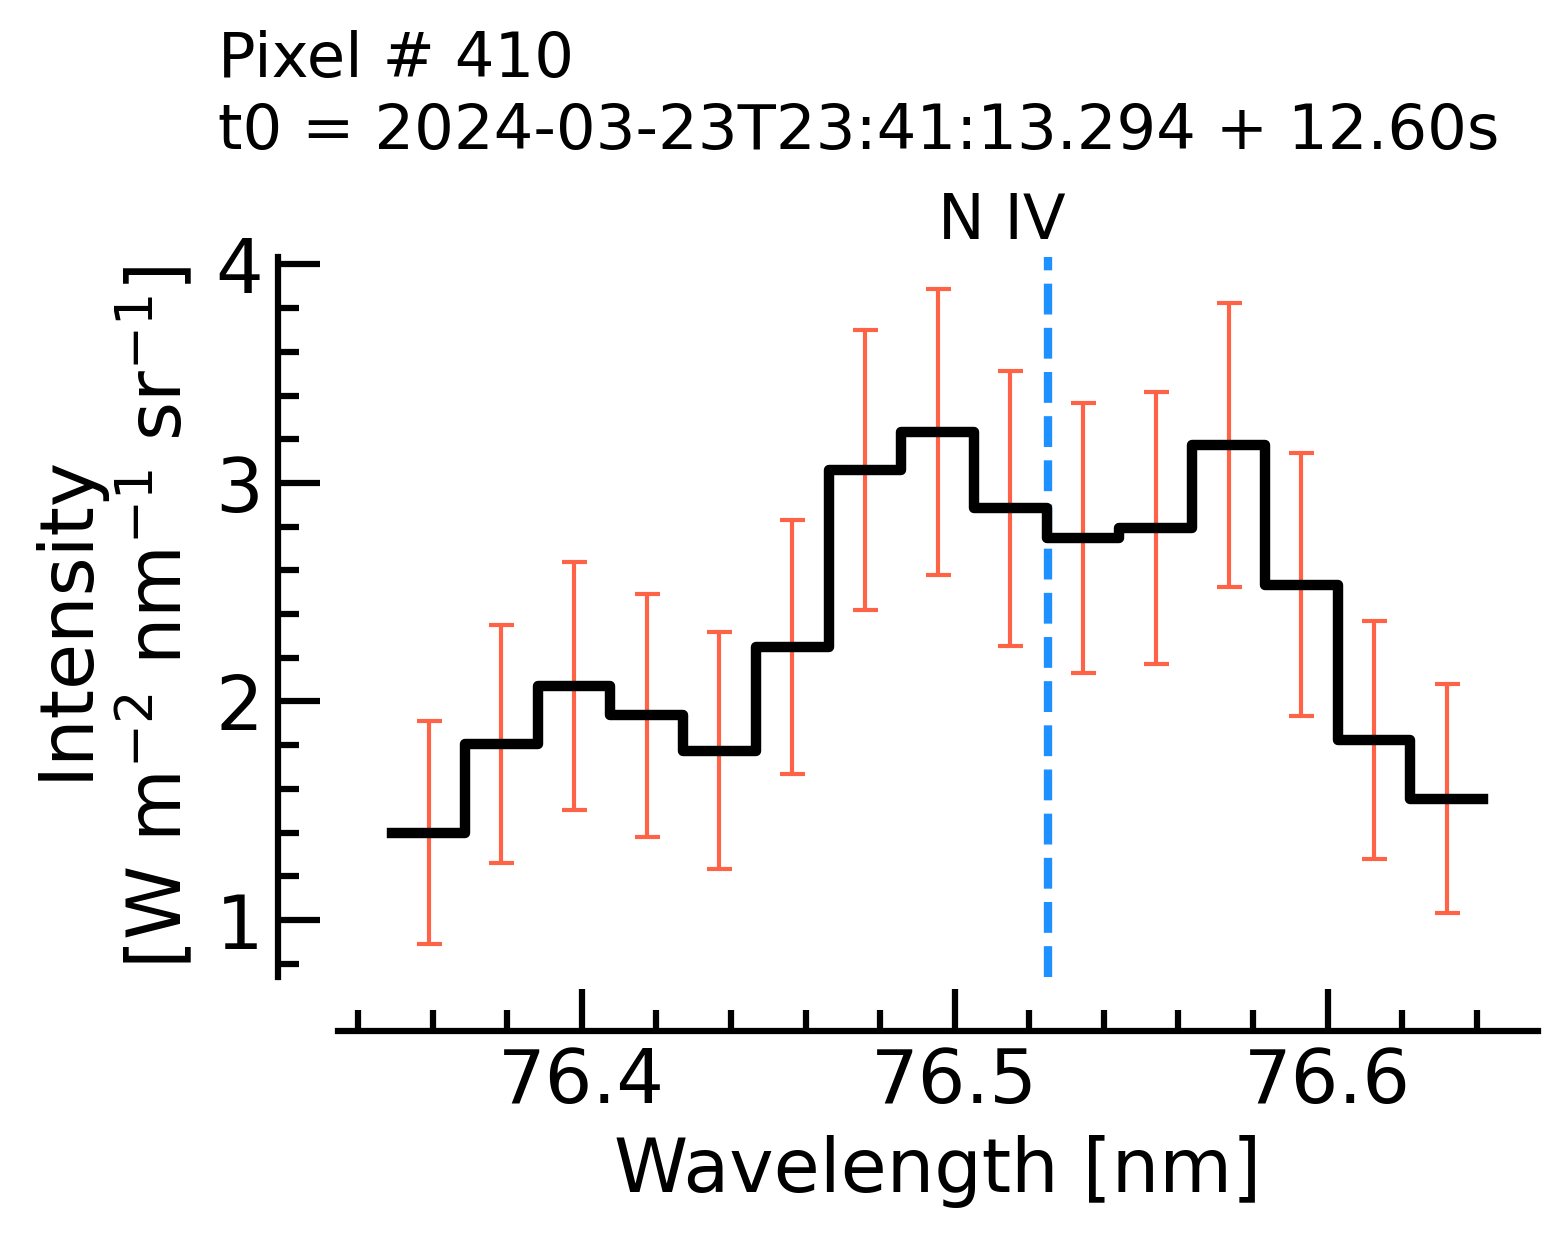 Pixel # 410
t0 = 2024-03-23T23:41:13.294 + 12.60s
N IV
Intensity
[W m⁻² nm⁻¹ sr⁻¹]
4
3
2
1
76.4 76.5 76.6
Wavelength [nm]